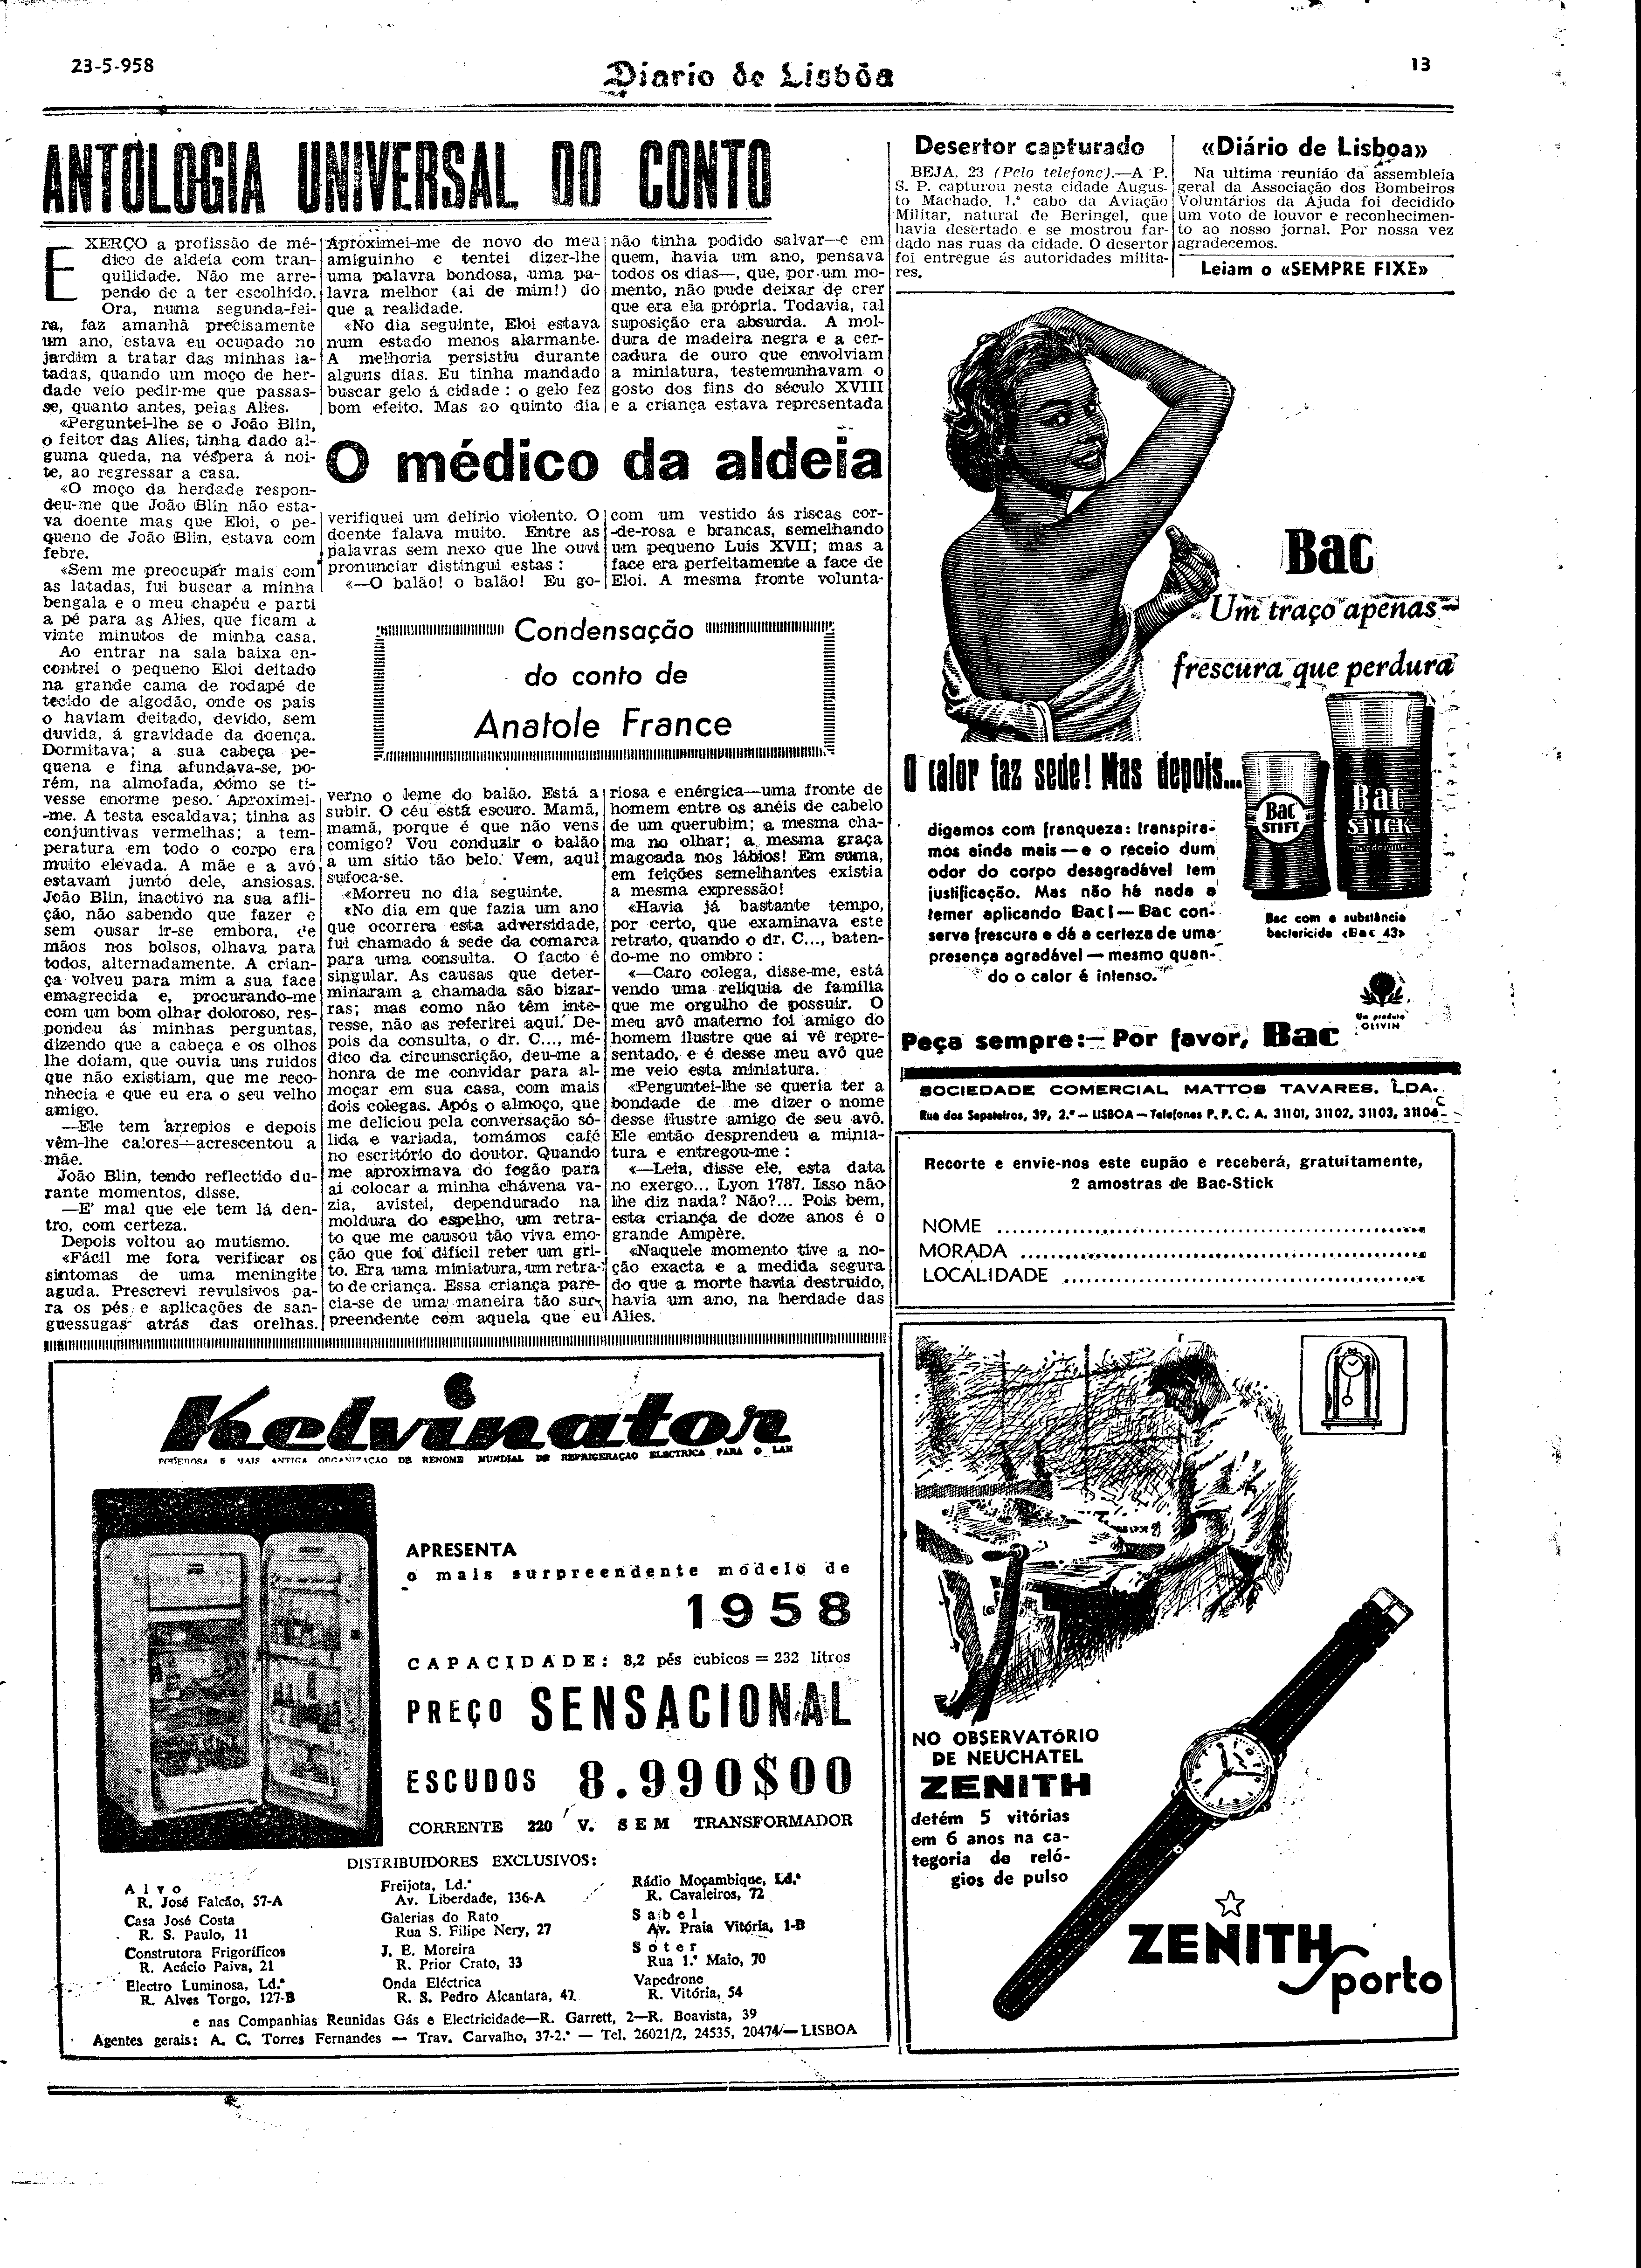 23-5-958
Diario de Lisbôa
13
ANTOLOGIA UNIVERSAL DO CONTO
EXERÇO a profissão de mé-
dico de aldeia com tran-
quilidade. Não me arre-
pendo de a ter escolhido.
Ora, numa segunda-fei-
ra, faz amanhã precisamente
um ano, estava eu ocupado no
jardim a tratar das minhas la-
tadas, quando um moço de her-
dade veio pedir-me que passas-
se, quanto antes, pelas Alies.
«Perguntei-lhe se o João Blin,
o feitor das Alies, tinha dado al-
guma queda, na véspera á noi-
te, ao regressar a casa.
«O moço da herdade respon-
deu-me que João Blin não esta-
va doente mas que Eloi, o pe-
queno de João Blin, estava com
febre.
«Sem me preocupar mais com
as latadas, fui buscar a minha
bengala e o meu chapéu e parti
a pé para as Alies, que ficam a
vinte minutos de minha casa.
Ao entrar na sala baixa en-
contrei o pequeno Eloi deitado
na grande cama de rodapé de
tecido de algodão, onde os pais
o haviam deitado, devido, sem
duvida, á gravidade da doença.
Dormitava; a sua cabeça pe-
quena e fina afundava-se, po-
rém, na almofada, como se ti-
vesse enorme peso. Aproximei-
-me. A testa escaldava; tinha as
conjuntivas vermelhas; a tem-
peratura em todo o corpo era
muito elevada. A mãe e a avó
estavam junto dele, ansiosas.
João Blin, inactivo na sua afli-
ção, não sabendo que fazer e
sem ousar ir-se embora, de
mãos nos bolsos, olhava para
todos, alternadamente. A crian-
ça volveu para mim a sua face
emagrecida e, procurando-me
com um bom olhar doloroso, res-
pondeu ás minhas perguntas,
dizendo que a cabeça e os olhos
lhe doíam, que ouvia uns ruidos
que não existiam, que me reco-
nhecia e que eu era o seu velho
amigo.
—Ele tem arrepios e depois
vêm-lhe calores—acrescentou a
mãe.
João Blin, tendo reflectido du-
rante momentos, disse.
—E' mal que ele tem lá den-
tro, com certeza.
Depois voltou ao mutismo.
«Fácil me fora verificar os
sintomas de uma meningite
aguda. Prescrevi revulsivos pa-
ra os pés e aplicações de san-
guessugas atrás das orelhas.
Aproximei-me de novo do meu
amiguinho e tentei dizer-lhe
uma palavra bondosa, uma pa-
lavra melhor (ai de mim!) do
que a realidade.
«No dia seguinte, Eloi estava
num estado menos alarmante.
A melhoria persistiu durante
alguns dias. Eu tinha mandado
buscar gelo á cidade: o gelo fez
bom efeito. Mas ao quinto dia
O médico da aldeia
verifiquei um delírio violento. O
doente falava muito. Entre as
palavras sem nexo que lhe ouvi
pronunciar distingui estas:
«—O balão! o balão! Eu go-
Condensação
do conto de
Anatole France
verno o leme do balão. Está a
subir. O céu está escuro. Mamã,
mamã, porque é que não vens
comigo? Vou conduzir o balão
a um sítio tão belo. Vem, aqui
sufoca-se.
«Morreu no dia seguinte.
«No dia em que fazia um ano
que ocorrera esta adversidade,
fui chamado á sede da comarca
para uma consulta. O facto é
singular. As causas que deter-
minaram a chamada são bizar-
ras; mas como não têm inte-
resse, não as referirei aqui. De-
pois da consulta, o dr. C..., mé-
dico da circunscrição, deu-me a
honra de me convidar para al-
moçar em sua casa, com mais
dois colegas. Após o almoço, que
me deliciou pela conversação só-
lida e variada, tomámos café
no escritório do doutor. Quando
me aproximava do fogão para
aí colocar a minha chávena va-
zia, avistei, dependurado na
moldura do espelho, um retra-
to que me causou tão viva emo-
ção que foi difícil reter um gri-
to. Era uma miniatura, um retra-
to de criança. Essa criança pare-
cia-se de uma maneira tão sur-
preendente com aquela que eu
não tinha podido salvar—e em
quem, havia um ano, pensava
todos os dias—, que, por um mo-
mento, não pude deixar de crer
que era ela própria. Todavia, tal
suposição era absurda. A mol-
dura de madeira negra e a cer-
cadura de ouro que envolviam
a miniatura, testemunhavam o
gosto dos fins do século XVIII
e a criança estava representada
com um vestido ás riscas cor-
-de-rosa e brancas, semelhando
um pequeno Luís XVII; mas a
face era perfeitamente a face de
Eloi. A mesma fronte volunta-
riosa e enérgica—uma fronte de
homem entre os anéis de cabelo
de um querubim; a mesma cha-
ma no olhar; a mesma graça
magoada nos lábios! Em suma,
em feições semelhantes existia
a mesma expressão!
«Havia já bastante tempo,
por certo, que examinava este
retrato, quando o dr. C..., baten-
do-me no ombro:
«—Caro colega, disse-me, está
vendo uma relíquia de família
que me orgulho de possuir. O
meu avô materno foi amigo do
homem ilustre que aí vê repre-
sentado, e é desse meu avô que
me veio esta miniatura.
«Perguntei-lhe se queria ter a
bondade de me dizer o nome
desse ilustre amigo de seu avô.
Ele então desprendeu a minia-
tura e entregou-me:
«—Leia, disse ele, esta data
no exergo... Lyon 1787. Isso não
lhe diz nada? Não?... Pois bem,
esta criança de doze anos é o
grande Ampère.
«Naquele momento tive a no-
ção exacta e a medida segura
do que a morte havia destruido,
havia um ano, na herdade das
Alies.
Desertor capturado
BEJA, 23 (Pelo telefone).—A P.
S. P. capturou nesta cidade Augus-
to Machado, 1.º cabo da Aviação
Militar, natural de Beringel, que
havia desertado e se mostrou far-
dado nas ruas da cidade. O desertor
foi entregue ás autoridades milita-
res.
«Diário de Lisboa»
Na ultima reunião da assembleia
geral da Associação dos Bombeiros
Voluntários da Ajuda foi decidido
um voto de louvor e reconhecimen-
to ao nosso jornal. Por nossa vez
agradecemos.
Leiam o «SEMPRE FIXE»
Bac
Um traço apenas—
frescura que perdura
O calor faz sede! Mas depois...
digamos com franqueza: transpira-
mos ainda mais—e o receio dum
odor do corpo desagradável tem
justificação. Mas não há nada a
temer aplicando Bac!—Bac con-
serva frescura e dá a certeza de uma
presença agradável—mesmo quan-
do o calor é intenso.
Bac
STIFT
Bac
STICK
Bac com a substância
bactericida «Bac 43»
Um produto
OLIVIN
Peça sempre:—Por favor, Bac
SOCIEDADE COMERCIAL MATTOS TAVARES, LDA.
Rua dos Sapateiros, 39, 2.º—LISBOA—Telefones P. P. C. A. 31101, 31102, 31103, 31104
Recorte e envie-nos este cupão e receberá, gratuitamente,
2 amostras de Bac-Stick
NOME
MORADA
LOCALIDADE
Kelvinator
PODEROSA E MAIS ANTIGA ORGANIZAÇÃO DE RENOME MUNDIAL DE REFRIGERAÇÃO ELECTRICA PARA O LAR
APRESENTA
o mais surpreendente modelo de
1958
CAPACIDADE: 8,2 pés cubicos = 232 litros
PREÇO SENSACIONAL
ESCUDOS 8.990$00
CORRENTE 220 V. SEM TRANSFORMADOR
DISTRIBUIDORES EXCLUSIVOS:
Alvo
R. José Falcão, 57-A
Casa José Costa
R. S. Paulo, 11
Construtora Frigoríficos
R. Acácio Paiva, 21
Electro Luminosa, Ld.ª
R. Alves Torgo, 127-B
Freijota, Ld.ª
Av. Liberdade, 136-A
Galerias do Rato
Rua S. Filipe Nery, 27
J. E. Moreira
R. Prior Crato, 33
Onda Eléctrica
R. S. Pedro Alcantara, 47
Rádio Moçambique, Ld.ª
R. Cavaleiros, 72
Sabel
Av. Praia Vitória, 1-B
Soter
Rua 1.º Maio, 70
Vapedrone
R. Vitória, 54
e nas Companhias Reunidas Gás e Electricidade—R. Garrett, 2—R. Boavista, 39
Agentes gerais: A. C. Torres Fernandes — Trav. Carvalho, 37-2.º — Tel. 26021/2, 24535, 20474/—LISBOA
NO OBSERVATÓRIO
DE NEUCHATEL
ZENITH
detém 5 vitórias
em 6 anos na ca-
tegoria de reló-
gios de pulso
ZENITH
porto